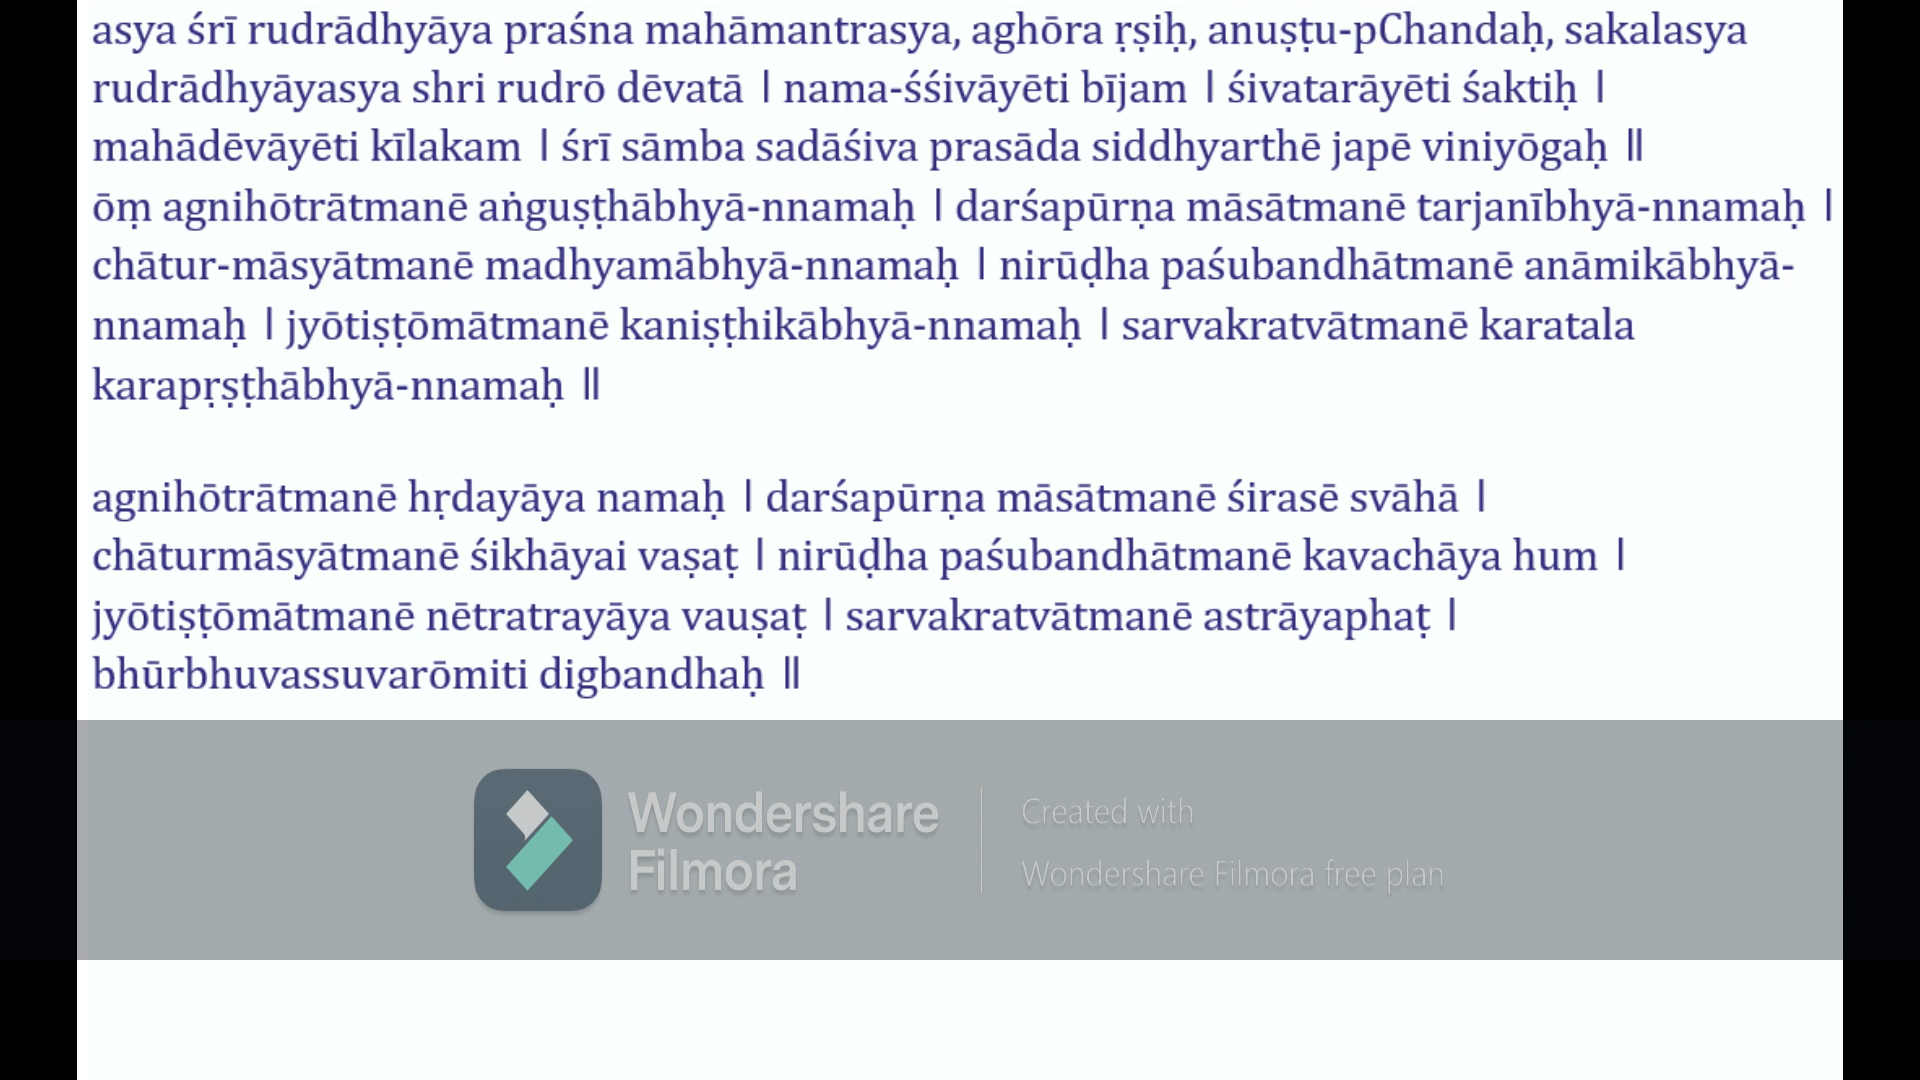 asya śrī rudrādhyāya praśna mahāmantrasya, aghōra ṛṣiḥ, anuṣṭu-pChandaḥ, sakalasya
rudrādhyāyasya shri rudrō dēvatā | nama-śśivāyēti bījam | śivatarāyēti śaktiḥ |
mahādēvāyēti kīlakam | śrī sāmba sadāśiva prasāda siddhyarthē japē viniyōgaḥ ‖
ōṃ agnihōtrātmanē aṅguṣṭhābhyā-nnamaḥ | darśapūrṇa māsātmanē tarjanībhyā-nnamaḥ |
chātur-māsyātmanē madhyamābhyā-nnamaḥ | nirūḍha paśubandhātmanē anāmikābhyā-
nnamaḥ | jyōtiṣṭōmātmanē kaniṣṭhikābhyā-nnamaḥ | sarvakratvātmanē karatala
karapṛṣṭhābhyā-nnamaḥ ‖
agnihōtrātmanē hṛdayāya namaḥ | darśapūrṇa māsātmanē śirasē svāhā |
chāturmāsyātmanē śikhāyai vaṣaṭ | nirūḍha paśubandhātmanē kavachāya hum |
jyōtiṣṭōmātmanē nētratrayāya vauṣaṭ | sarvakratvātmanē astrāyaphaṭ |
bhūrbhuvassuvarōmiti digbandhaḥ ‖
Wondershare
Filmora
Created with
Wondershare Filmora free plan